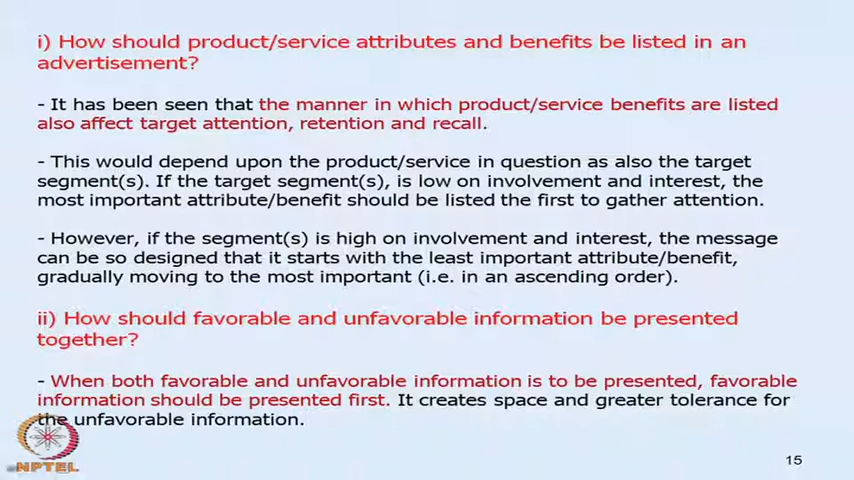 i) How should product/service attributes and benefits be listed in an
advertisement?
- It has been seen that the manner in which product/service benefits are listed
also affect target attention, retention and recall.
- This would depend upon the product/service in question as also the target
segment(s). If the target segment(s), is low on involvement and interest, the
most important attribute/benefit should be listed the first to gather attention.
- However, if the segment(s) is high on involvement and interest, the message
can be so designed that it starts with the least important attribute/benefit,
gradually moving to the most important (i.e. in an ascending order).
ii) How should favorable and unfavorable information be presented
together?
- When both favorable and unfavorable information is to be presented, favorable
information should be presented first. It creates space and greater tolerance for
the unfavorable information.
NPTEL
15